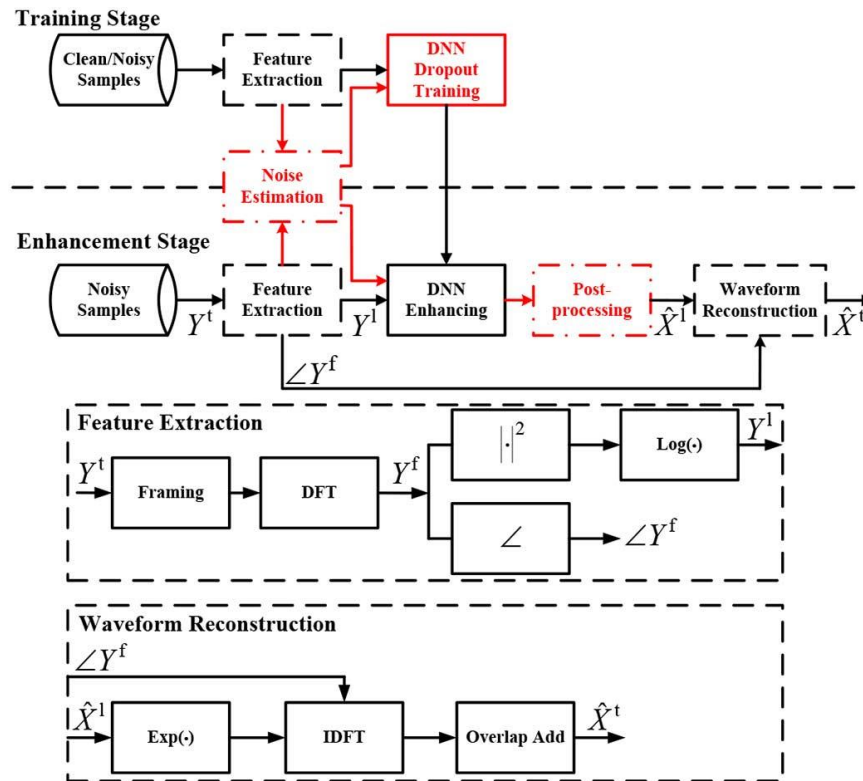 Training Stage
Clean/Noisy
Samples
Feature
Extraction
DNN
Dropout
Training
Noise
Estimation
Enhancement Stage
Noisy
Samples
Y^t
Feature
Extraction
Y^l
DNN
Enhancing
Post-
processing
X̂^l
Waveform
Reconstruction
X̂^t
∠Y^f
Feature Extraction
Y^t
Framing
DFT
Y^f
|·|^2
Log(·)
Y^l
∠
∠Y^f
Waveform Reconstruction
∠Y^f
X̂^l
Exp(·)
IDFT
Overlap Add
X̂^t